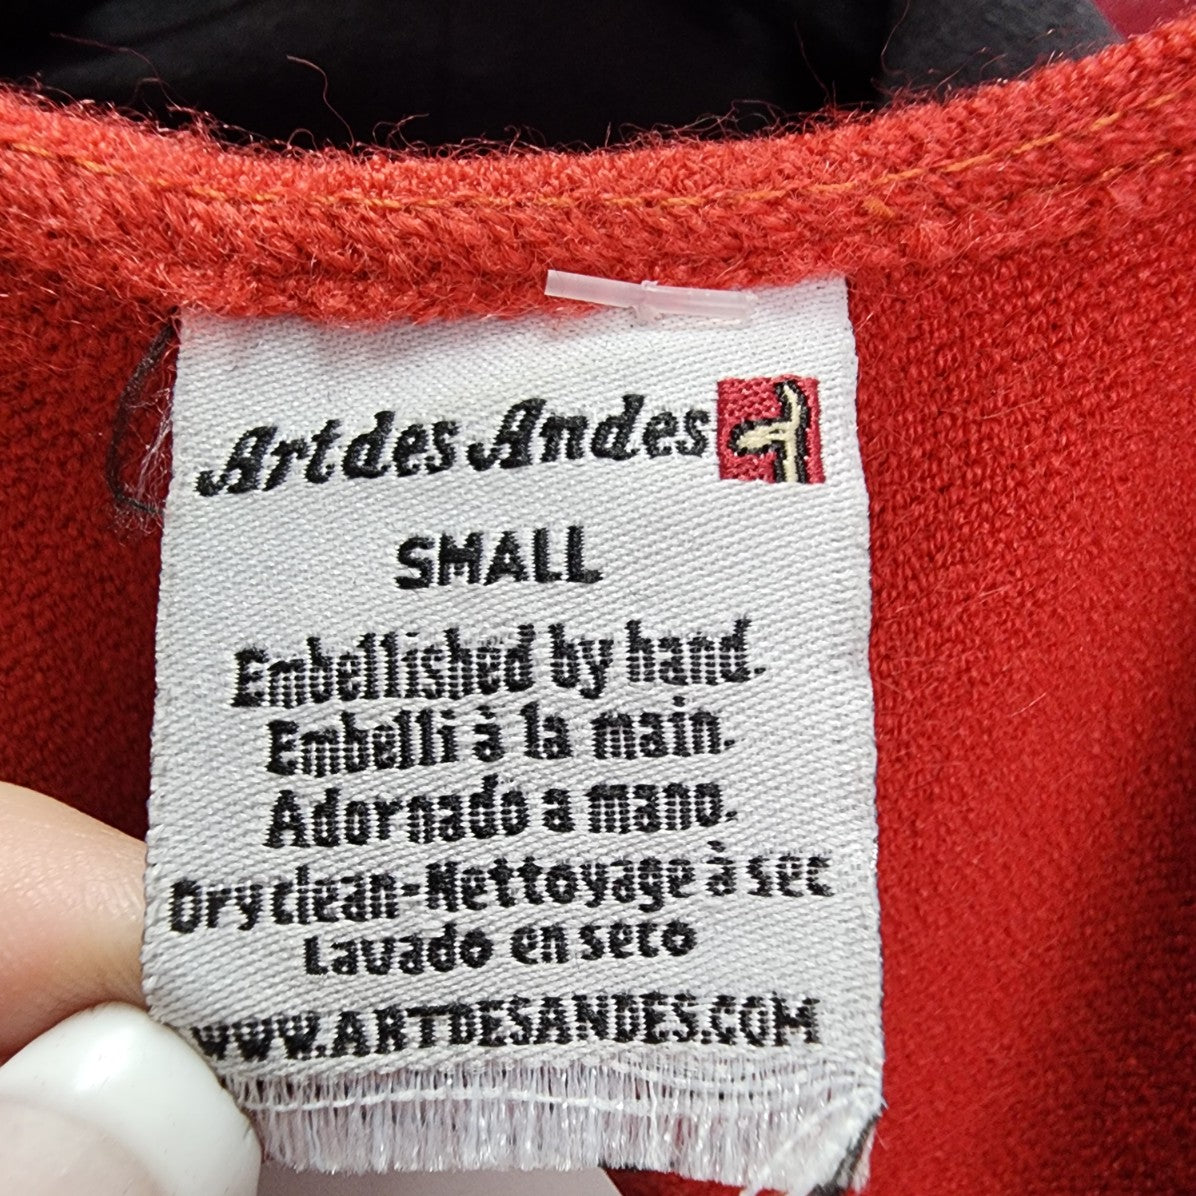 Art des Andes
SMALL
Embellished by hand.
Embelli à la main.
Adornado a mano.
Dry clean-Nettoyage à sec
Lavado en seco
WWW.ARTDESANDES.COM